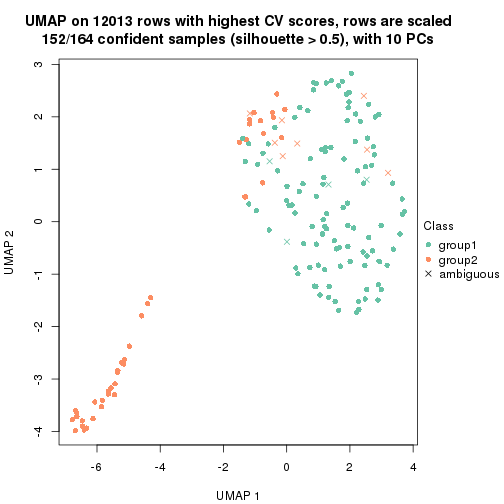 UMAP on 12013 rows with highest CV scores, rows are scaled
152/164 confident samples (silhouette > 0.5), with 10 PCs
3
2
1
0
-1
-2
-3
-4
UMAP 2
-6
-4
-2
0
2
4
UMAP 1
Class
group1
group2
ambiguous